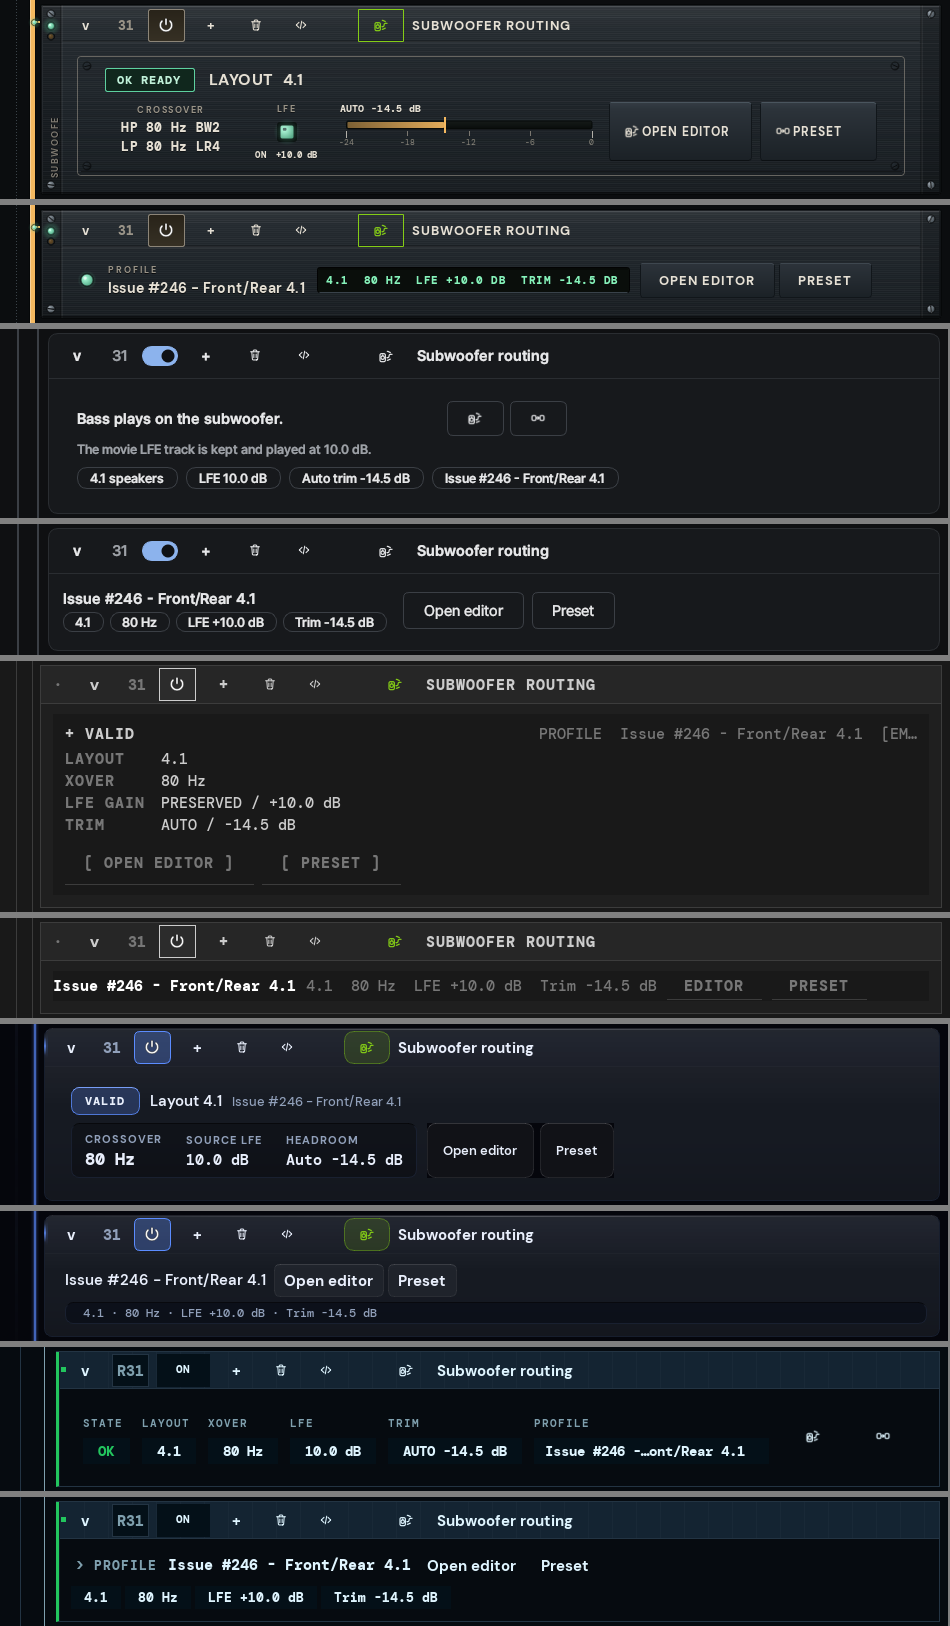 v 31 + </> SUBWOOFER ROUTING
OK READY LAYOUT 4.1
CROSSOVER LFE AUTO -14.5 dB
HP 80 Hz BW2
LP 80 Hz LR4
ON +10.0 dB
-24 -18 -12 -6 0
OPEN EDITOR PRESET
SUBWOOFE
v 31 + </> SUBWOOFER ROUTING
PROFILE
Issue #246 - Front/Rear 4.1 4.1 80 HZ LFE +10.0 DB TRIM -14.5 DB OPEN EDITOR PRESET
v 31 + </> Subwoofer routing
Bass plays on the subwoofer.
The movie LFE track is kept and played at 10.0 dB.
4.1 speakers LFE 10.0 dB Auto trim -14.5 dB Issue #246 - Front/Rear 4.1
v 31 + </> Subwoofer routing
Issue #246 - Front/Rear 4.1
4.1 80 Hz LFE +10.0 dB Trim -14.5 dB
Open editor Preset
· v 31 + </> SUBWOOFER ROUTING
+ VALID PROFILE Issue #246 - Front/Rear 4.1 [EM…
LAYOUT 4.1
XOVER 80 Hz
LFE GAIN PRESERVED / +10.0 dB
TRIM AUTO / -14.5 dB
[ OPEN EDITOR ] [ PRESET ]
· v 31 + </> SUBWOOFER ROUTING
Issue #246 - Front/Rear 4.1 4.1 80 Hz LFE +10.0 dB Trim -14.5 dB EDITOR PRESET
v 31 + </> Subwoofer routing
VALID Layout 4.1 Issue #246 - Front/Rear 4.1
CROSSOVER SOURCE LFE HEADROOM
80 Hz 10.0 dB Auto -14.5 dB
Open editor Preset
v 31 + </> Subwoofer routing
Issue #246 - Front/Rear 4.1 Open editor Preset
4.1 · 80 Hz · LFE +10.0 dB · Trim -14.5 dB
v R31 ON + </> Subwoofer routing
STATE LAYOUT XOVER LFE TRIM PROFILE
OK 4.1 80 Hz 10.0 dB AUTO -14.5 dB Issue #246 -…ont/Rear 4.1
v R31 ON + </> Subwoofer routing
› PROFILE Issue #246 - Front/Rear 4.1 Open editor Preset
4.1 80 Hz LFE +10.0 dB Trim -14.5 dB